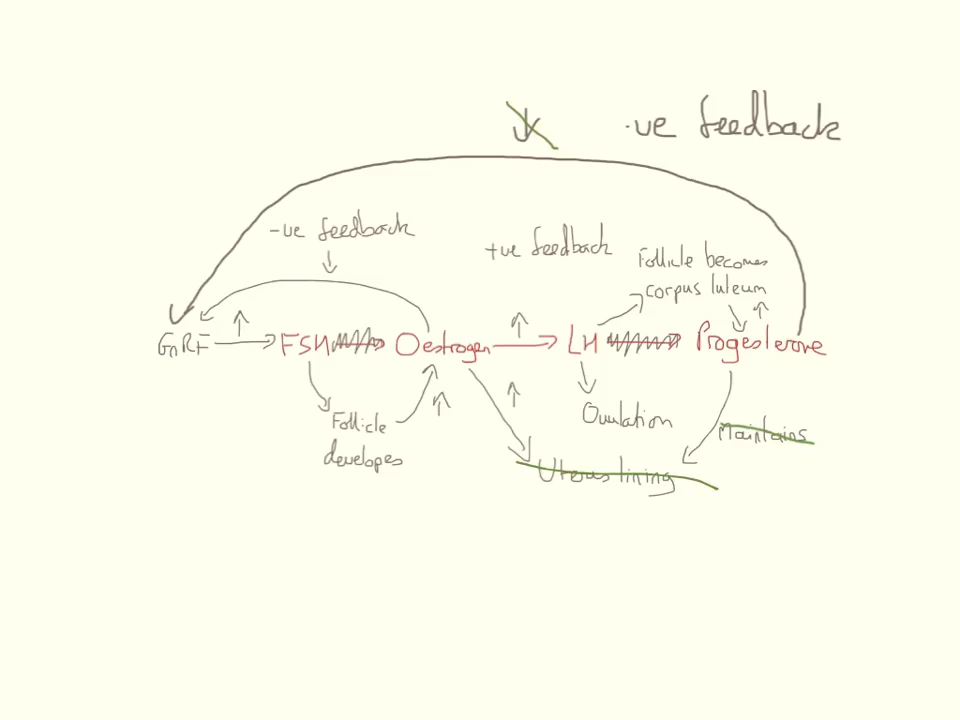 -ve feedback
-ve feedback
+ve feedback
Follicle becomes
corpus luteum
GnRF
FSH
Oestrogen
LH
Progesterone
Follicle
developes
Ovulation
Maintains
Uterus lining